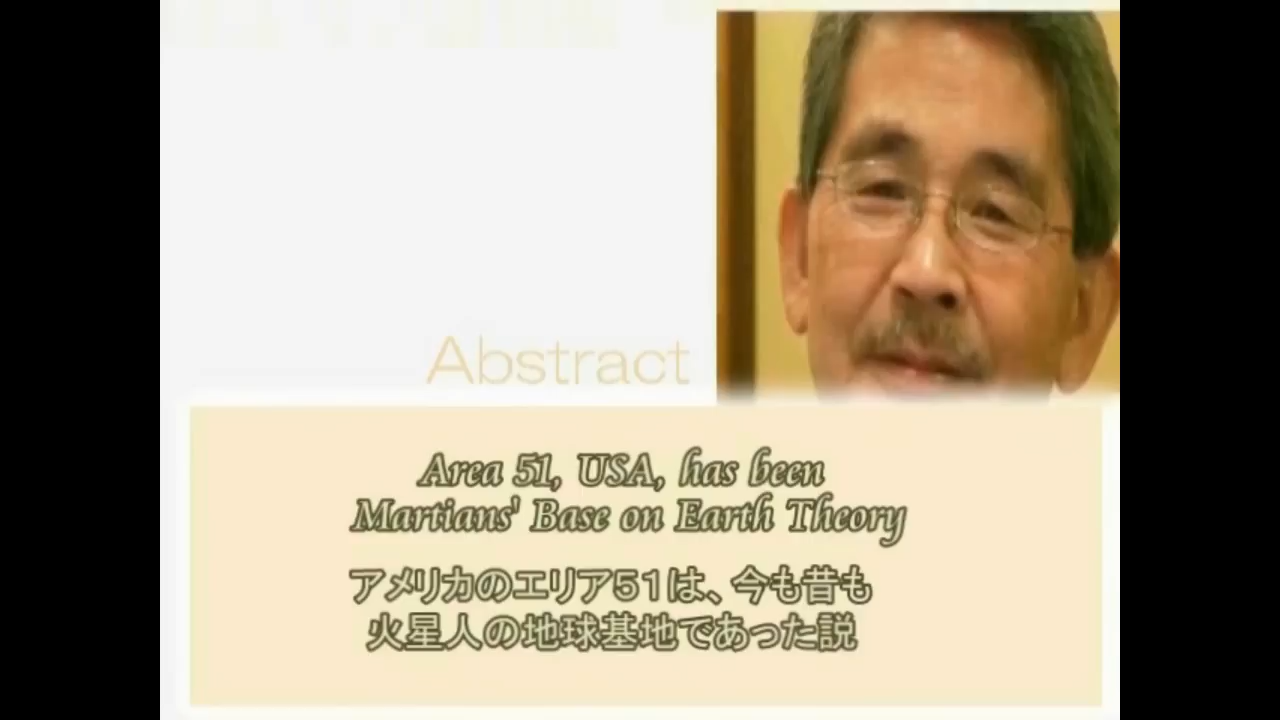 Abstract
Area 51, USA, has been
Martians' Base on Earth Theory
アメリカのエリア５１は、今も昔も
火星人の地球基地であった説